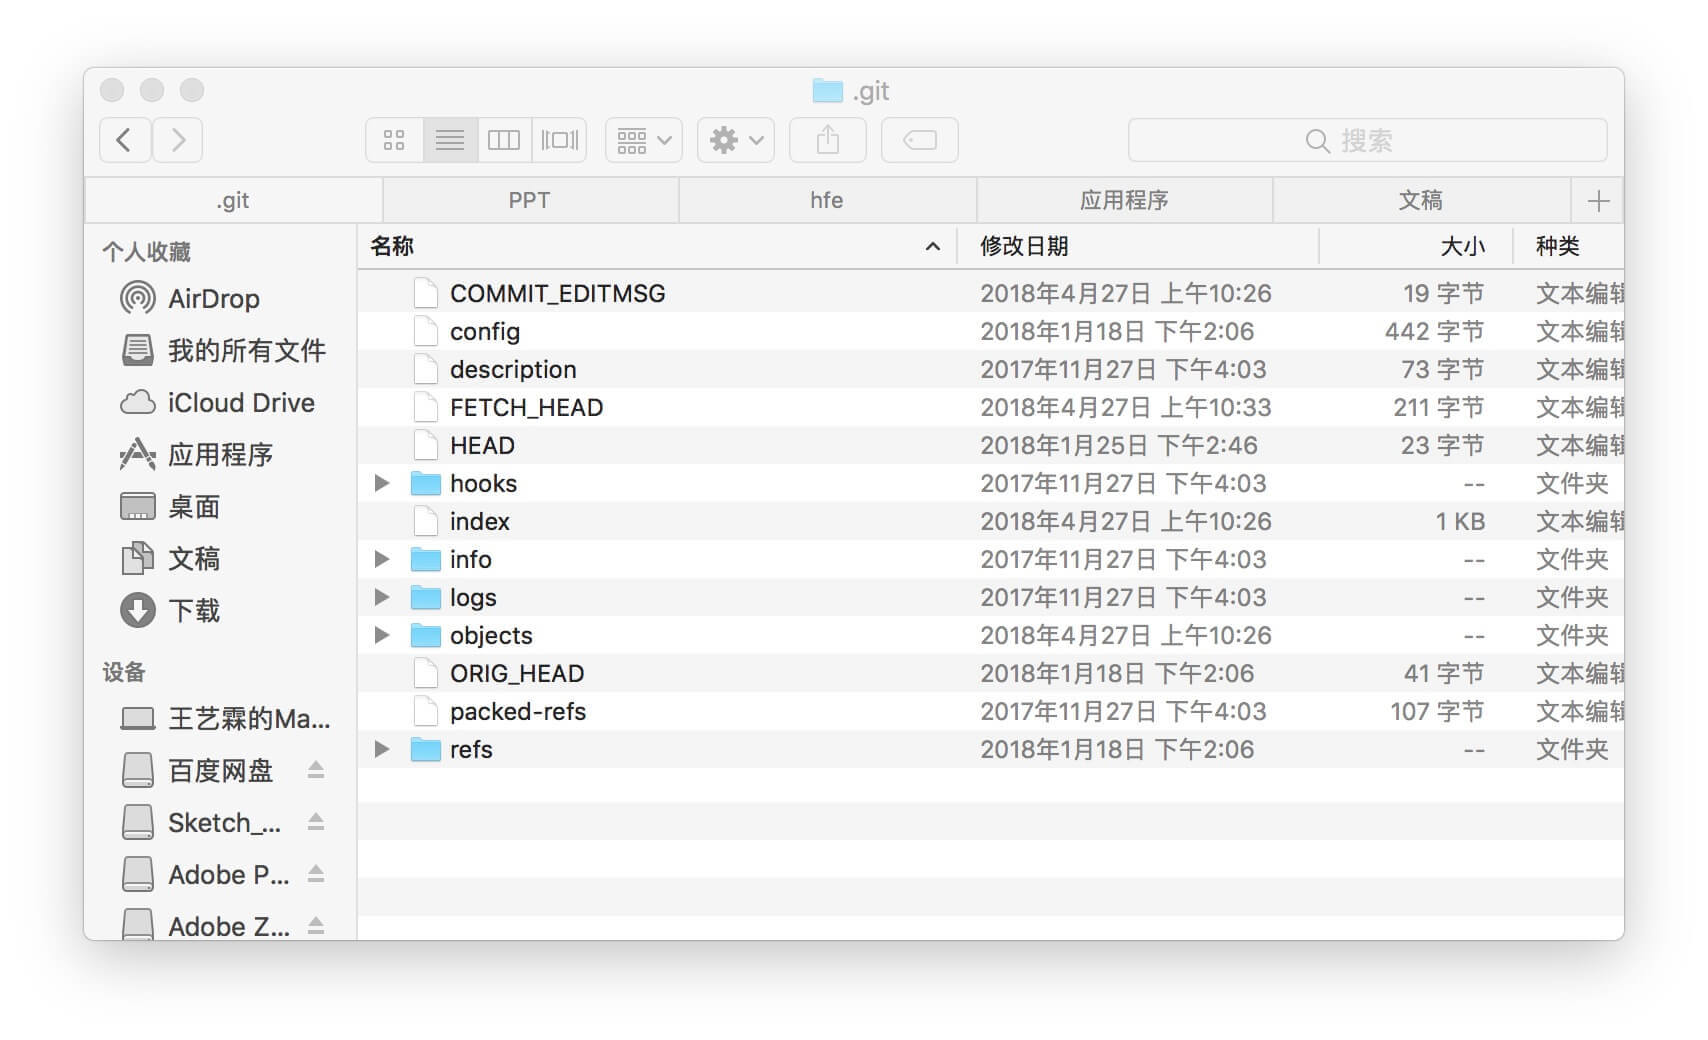 .git
搜索
.git PPT hfe 应用程序 文稿
个人收藏
AirDrop
我的所有文件
iCloud Drive
应用程序
桌面
文稿
下载
设备
王艺霖的Ma...
百度网盘
Sketch_...
Adobe P...
Adobe Z...
名称 修改日期 大小 种类
COMMIT_EDITMSG 2018年4月27日 上午10:26 19 字节 文本编辑
config 2018年1月18日 下午2:06 442 字节 文本编辑
description 2017年11月27日 下午4:03 73 字节 文本编辑
FETCH_HEAD 2018年4月27日 上午10:33 211 字节 文本编辑
HEAD 2018年1月25日 下午2:46 23 字节 文本编辑
hooks 2017年11月27日 下午4:03 -- 文件夹
index 2018年4月27日 上午10:26 1 KB 文本编辑
info 2017年11月27日 下午4:03 -- 文件夹
logs 2017年11月27日 下午4:03 -- 文件夹
objects 2018年4月27日 上午10:26 -- 文件夹
ORIG_HEAD 2018年1月18日 下午2:06 41 字节 文本编辑
packed-refs 2017年11月27日 下午4:03 107 字节 文本编辑
refs 2018年1月18日 下午2:06 -- 文件夹